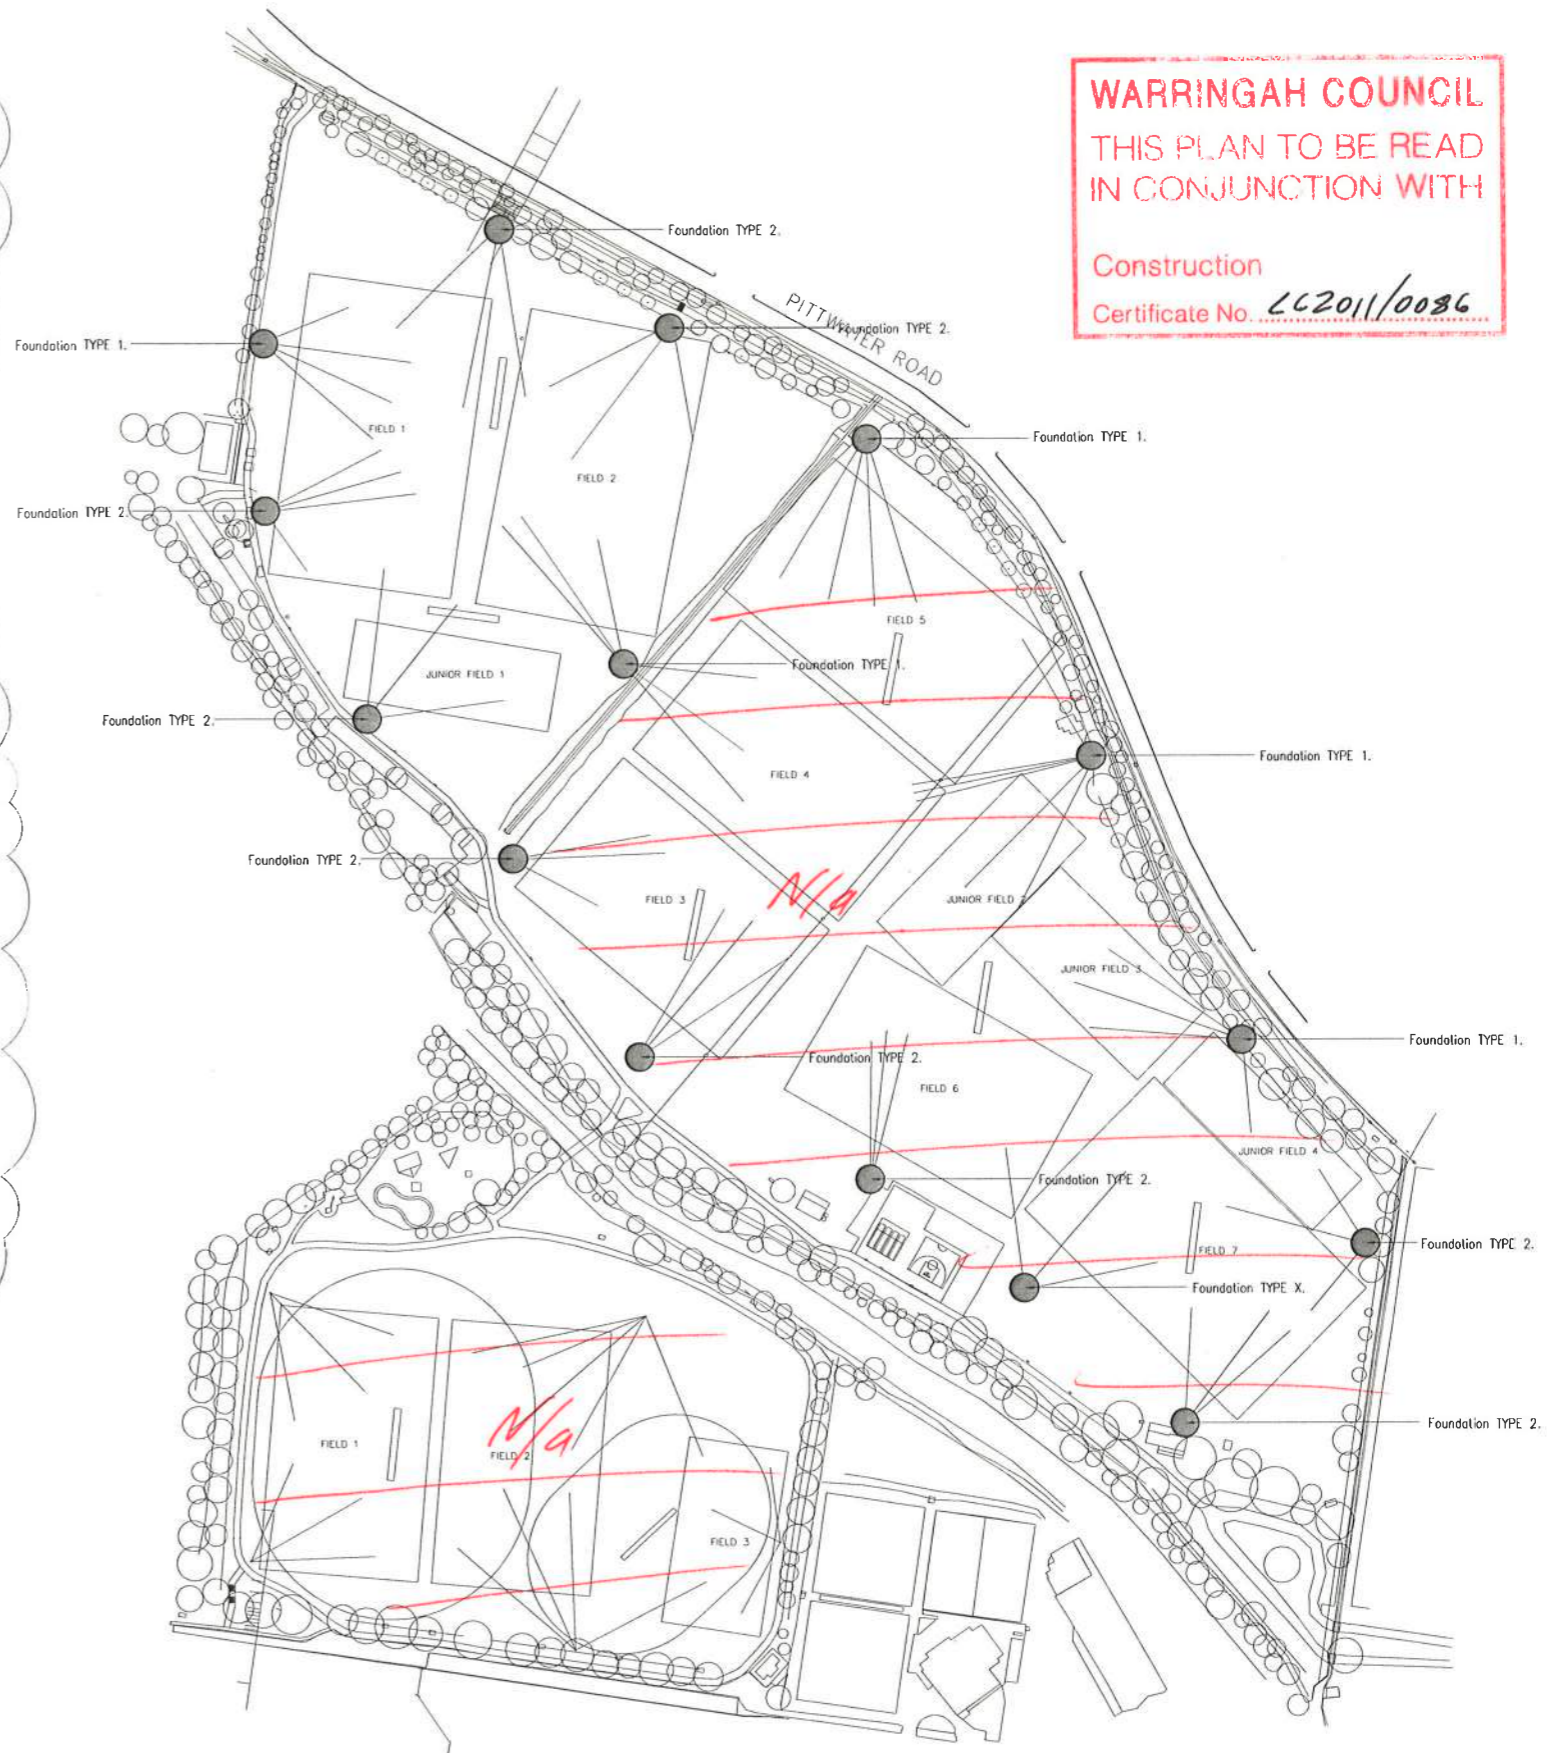 WARRINGAH COUNCIL
THIS PLAN TO BE READ
IN CONJUNCTION WITH
Construction
Certificate No. CC2011/0086
Foundation TYPE 2.
PITTWATER ROAD
Foundation TYPE 2.
Foundation TYPE 1.
FIELD 1
Foundation TYPE 1.
FIELD 2
Foundation TYPE 2.
FIELD 5
Foundation TYPE 1.
JUNIOR FIELD 1
Foundation TYPE 2.
Foundation TYPE 1.
FIELD 4
Foundation TYPE 2.
N/a
FIELD 3
JUNIOR FIELD 2
JUNIOR FIELD 3
Foundation TYPE 1.
Foundation TYPE 2.
FIELD 6
JUNIOR FIELD 4
Foundation TYPE 2.
Foundation TYPE 2.
FIELD 7
Foundation TYPE X.
Foundation TYPE 2.
N/a
FIELD 1
FIELD 2
FIELD 3